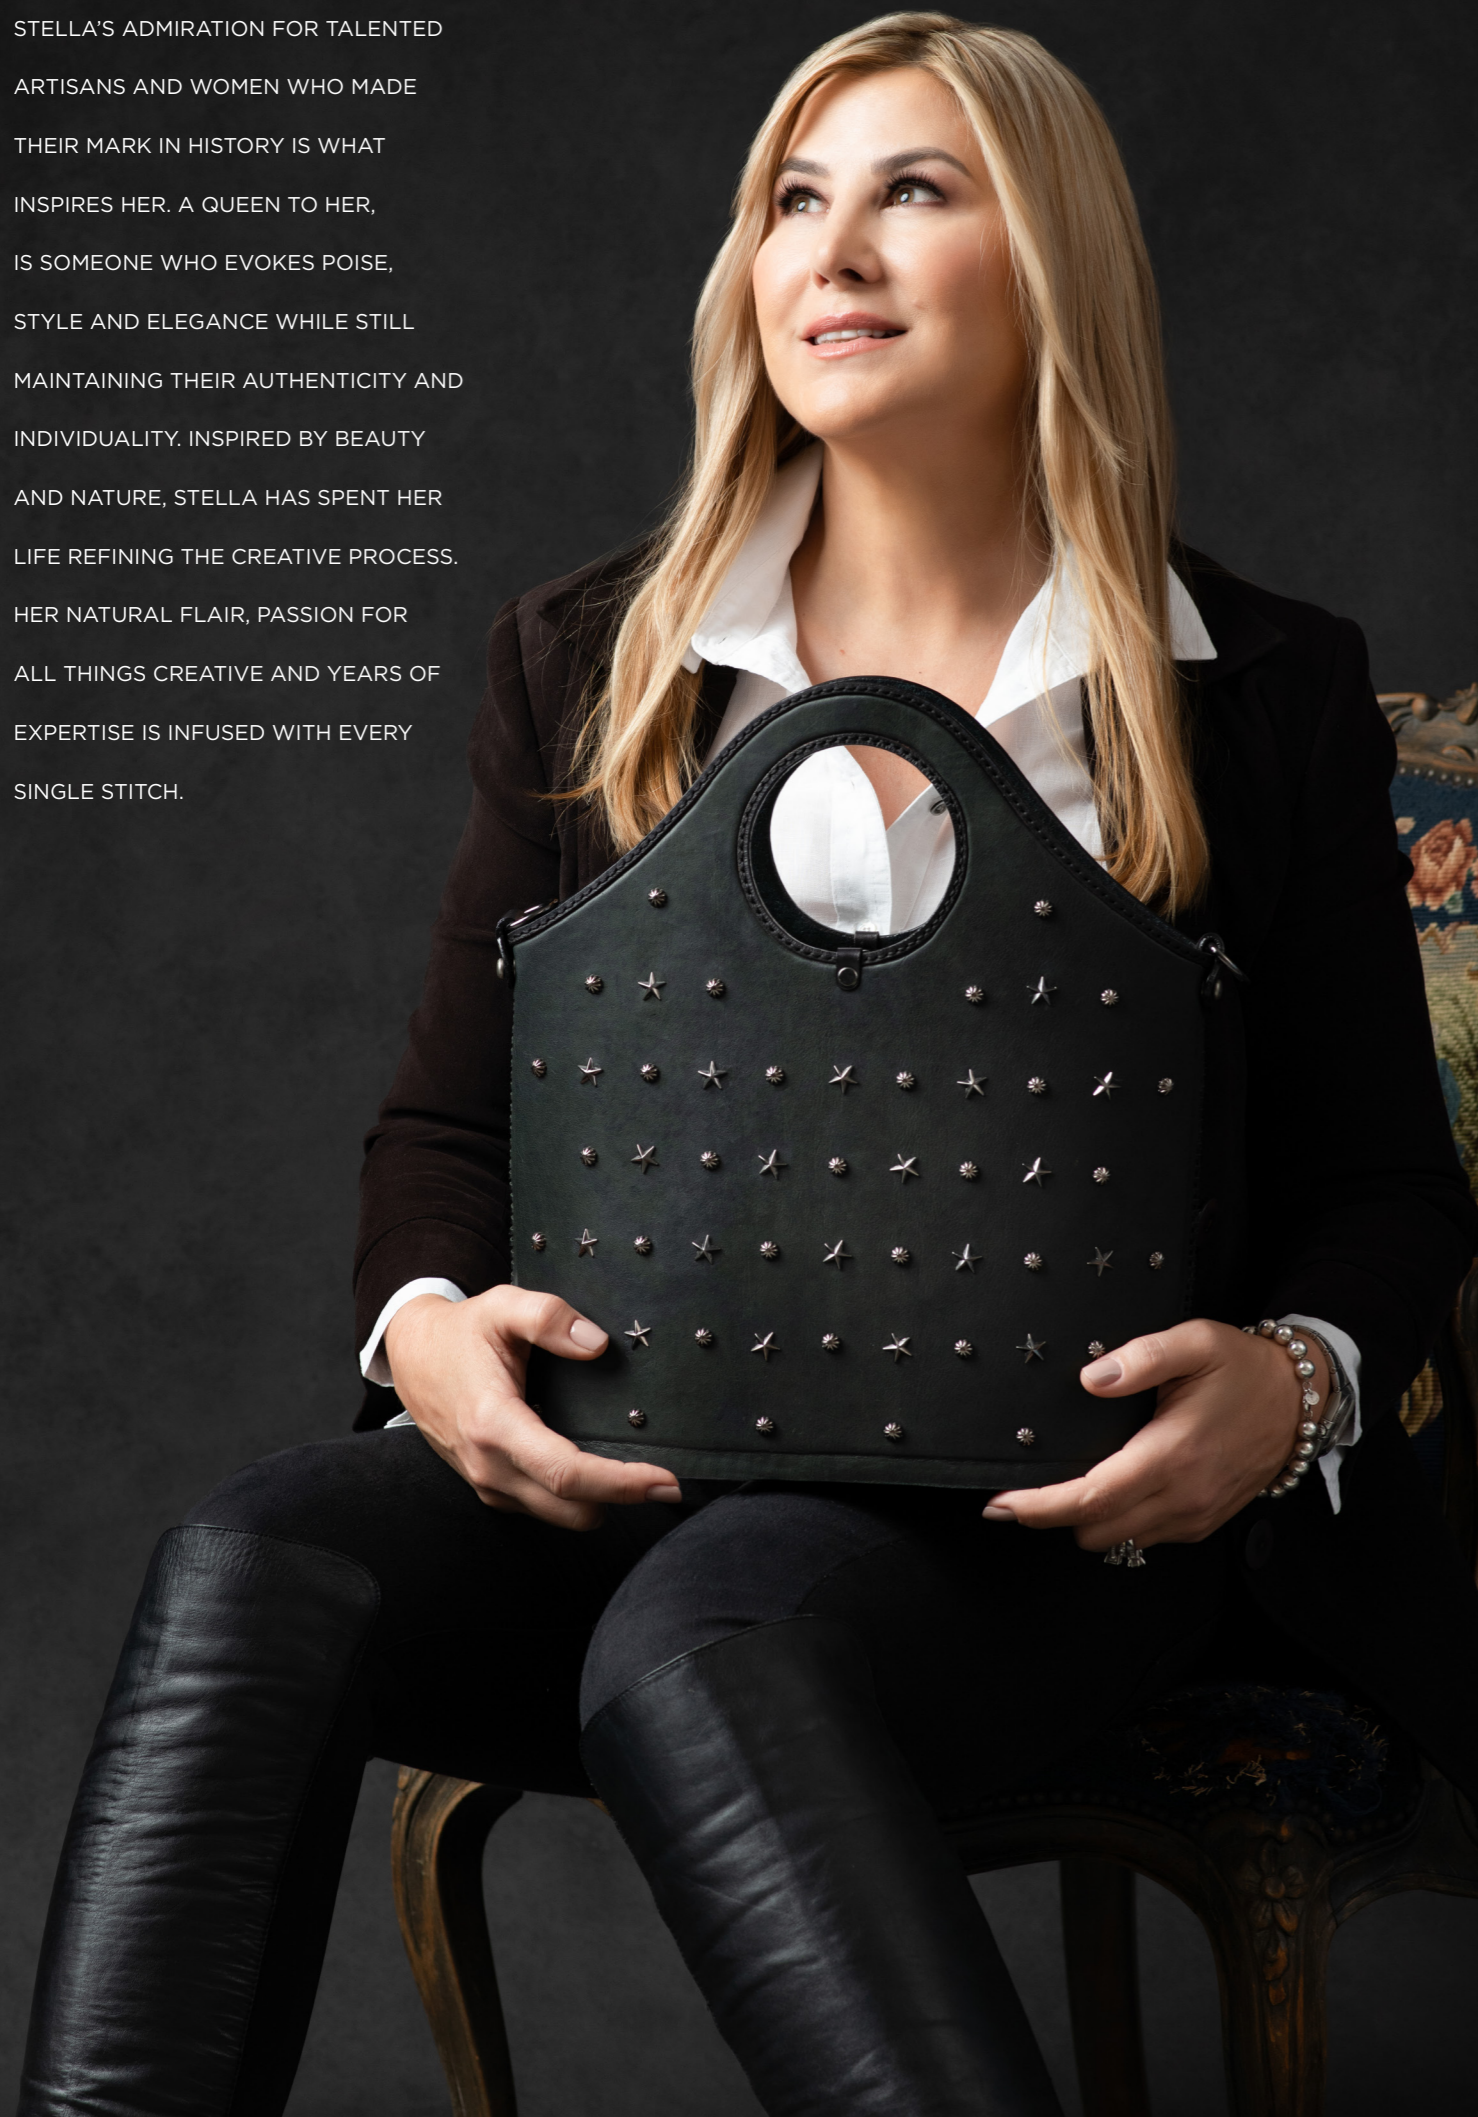 STELLA’S ADMIRATION FOR TALENTED
ARTISANS AND WOMEN WHO MADE
THEIR MARK IN HISTORY IS WHAT
INSPIRES HER. A QUEEN TO HER,
IS SOMEONE WHO EVOKES POISE,
STYLE AND ELEGANCE WHILE STILL
MAINTAINING THEIR AUTHENTICITY AND
INDIVIDUALITY. INSPIRED BY BEAUTY
AND NATURE, STELLA HAS SPENT HER
LIFE REFINING THE CREATIVE PROCESS.
HER NATURAL FLAIR, PASSION FOR
ALL THINGS CREATIVE AND YEARS OF
EXPERTISE IS INFUSED WITH EVERY
SINGLE STITCH.